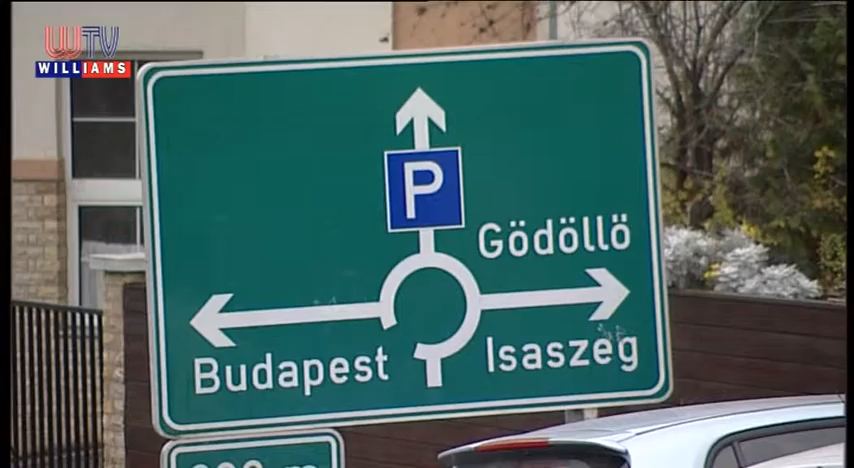 WTV
WILLIAMS
P
Gödöllő
Budapest
Isaszeg